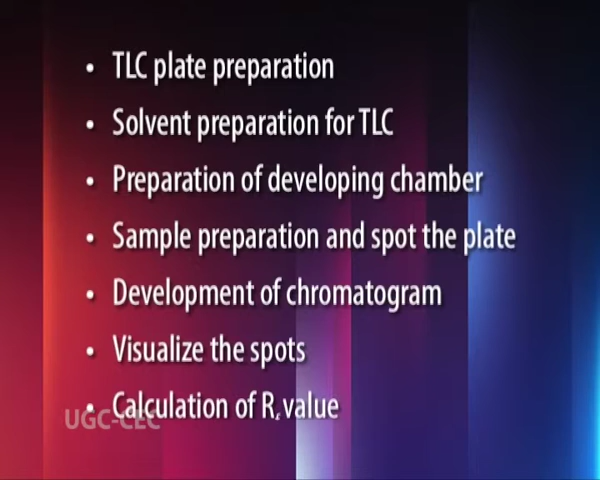 • TLC plate preparation
• Solvent preparation for TLC
• Preparation of developing chamber
• Sample preparation and spot the plate
• Development of chromatogram
• Visualize the spots
• Calculation of Rf value
UGC-CEC